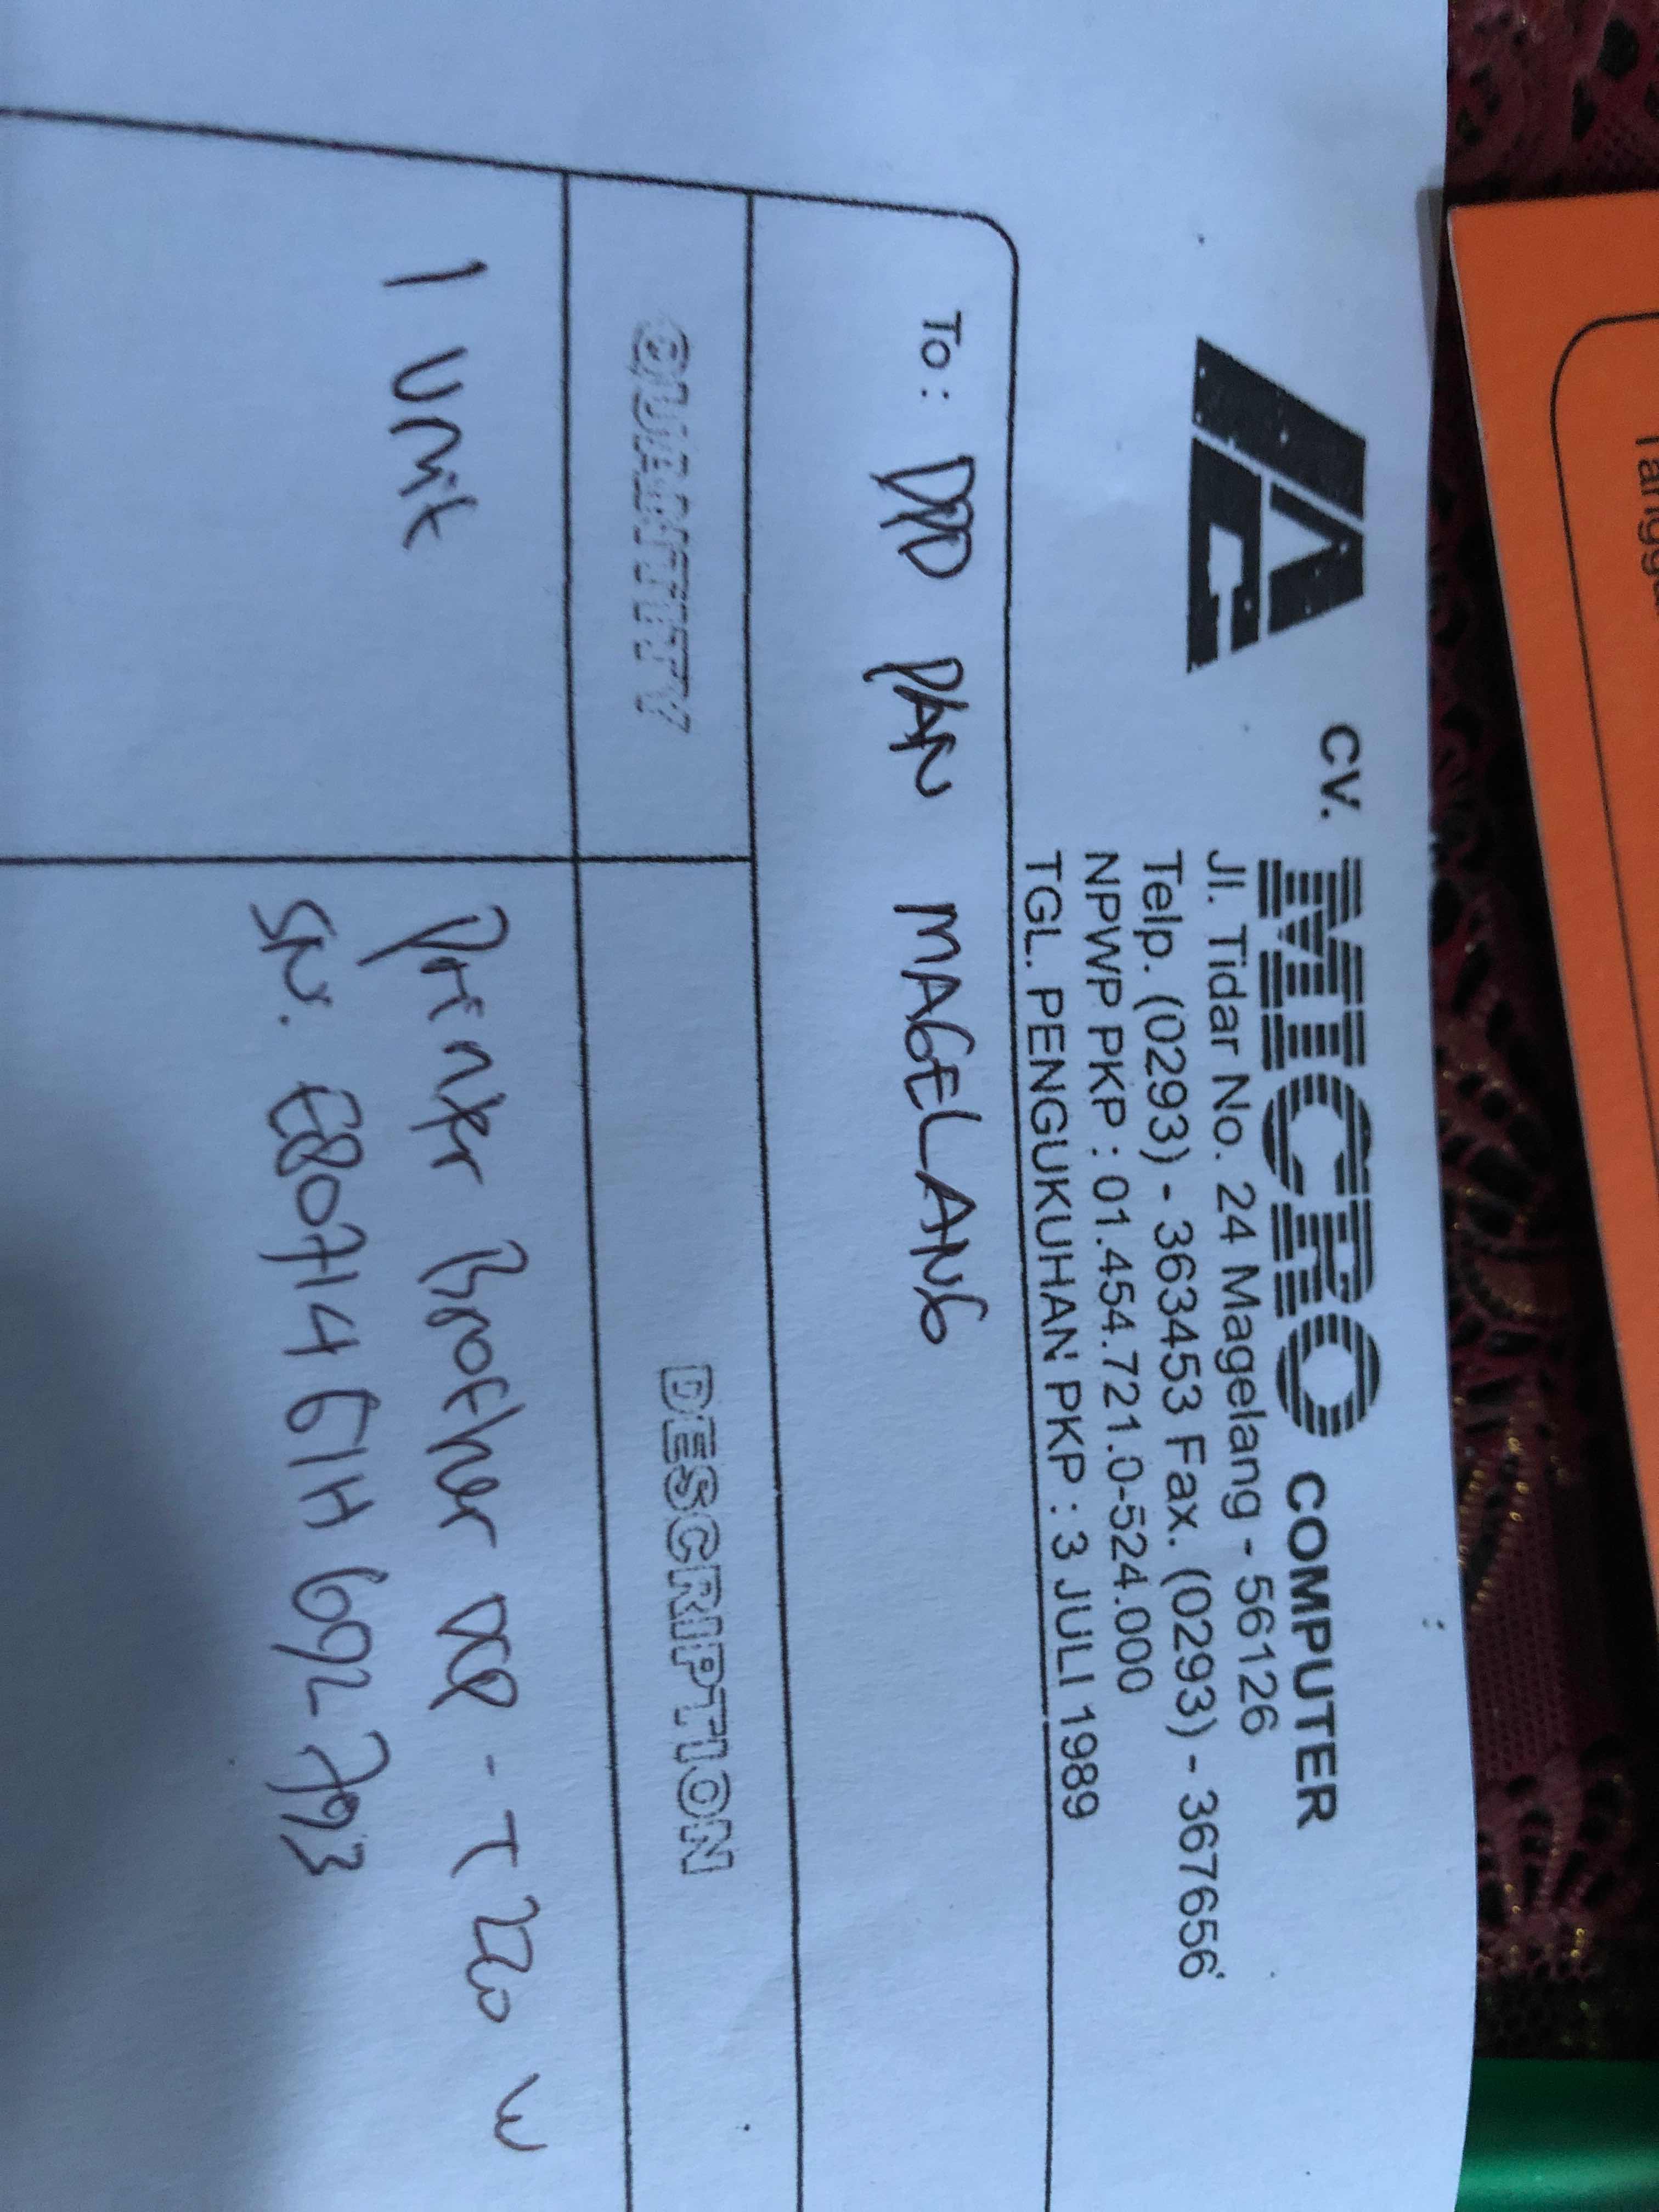 CV. MICRO COMPUTER
Jl. Tidar No. 24 Magelang - 56126
Telp. (0293) - 363453 Fax. (0293) - 367656
NPWP PKP : 01.454.721.0-524.000
TGL. PENGUKUHAN PKP : 3 JULI 1989
To : DPD PAN MAGELANG
QUANTITY DESCRIPTION
1 Unit Printer Brother DCP - T 220 W
SN. E80714 G1H 692793